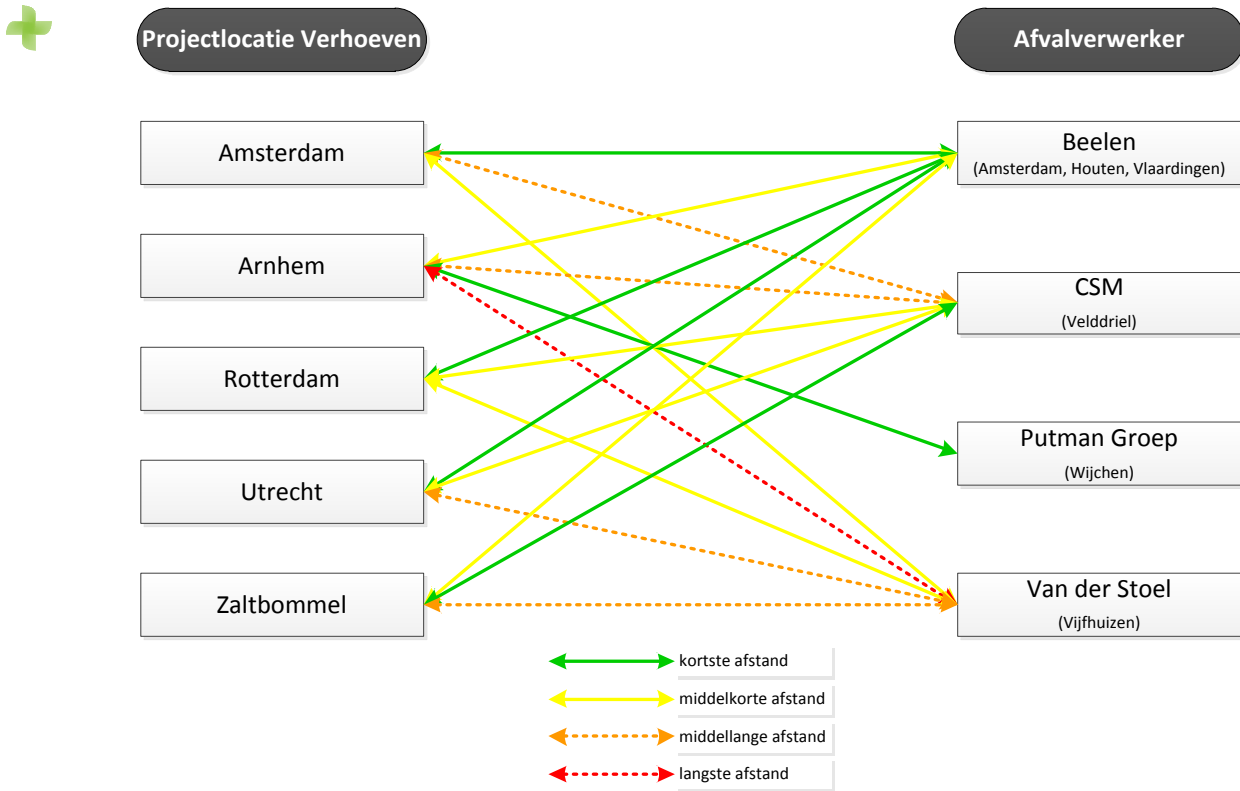 Projectlocatie Verhoeven
Afvalverwerker
Amsterdam
Arnhem
Rotterdam
Utrecht
Zaltbommel
Beelen
(Amsterdam, Houten, Vlaardingen)
CSM
(Velddriel)
Putman Groep
(Wijchen)
Van der Stoel
(Vijfhuizen)
kortste afstand
middelkorte afstand
middellange afstand
langste afstand